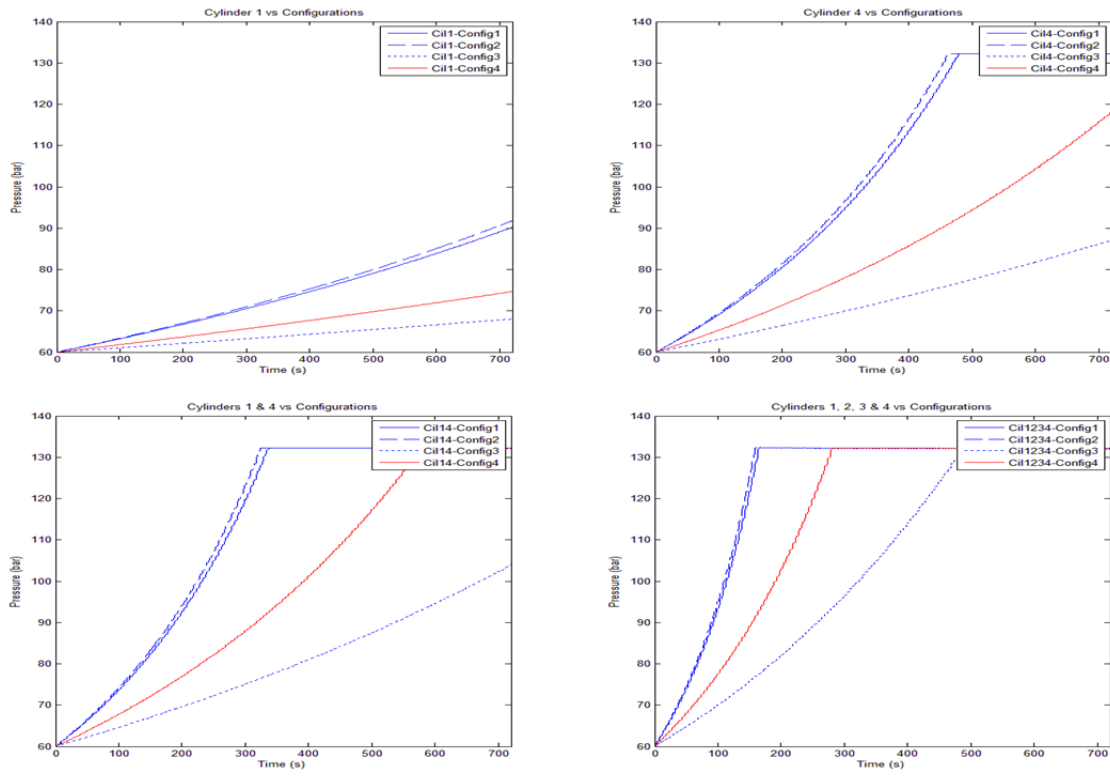 Cylinder 1 vs Configurations
140
130
120
110
100
90
80
70
60
0 100 200 300 400 500 600 700
Pressure (bar)
Time (s)
Cil1-Config1
Cil1-Config2
Cil1-Config3
Cil1-Config4
Cylinder 4 vs Configurations
140
130
120
110
100
90
80
70
60
0 100 200 300 400 500 600 700
Pressure (bar)
Time (s)
Cil4-Config1
Cil4-Config2
Cil4-Config3
Cil4-Config4
Cylinders 1 & 4 vs Configurations
140
130
120
110
100
90
80
70
60
0 100 200 300 400 500 600 700
Pressure (bar)
Time (s)
Cil14-Config1
Cil14-Config2
Cil14-Config3
Cil14-Config4
Cylinders 1, 2, 3 & 4 vs Configurations
140
130
120
110
100
90
80
70
60
0 100 200 300 400 500 600 700
Pressure (bar)
Time (s)
Cil1234-Config1
Cil1234-Config2
Cil1234-Config3
Cil1234-Config4